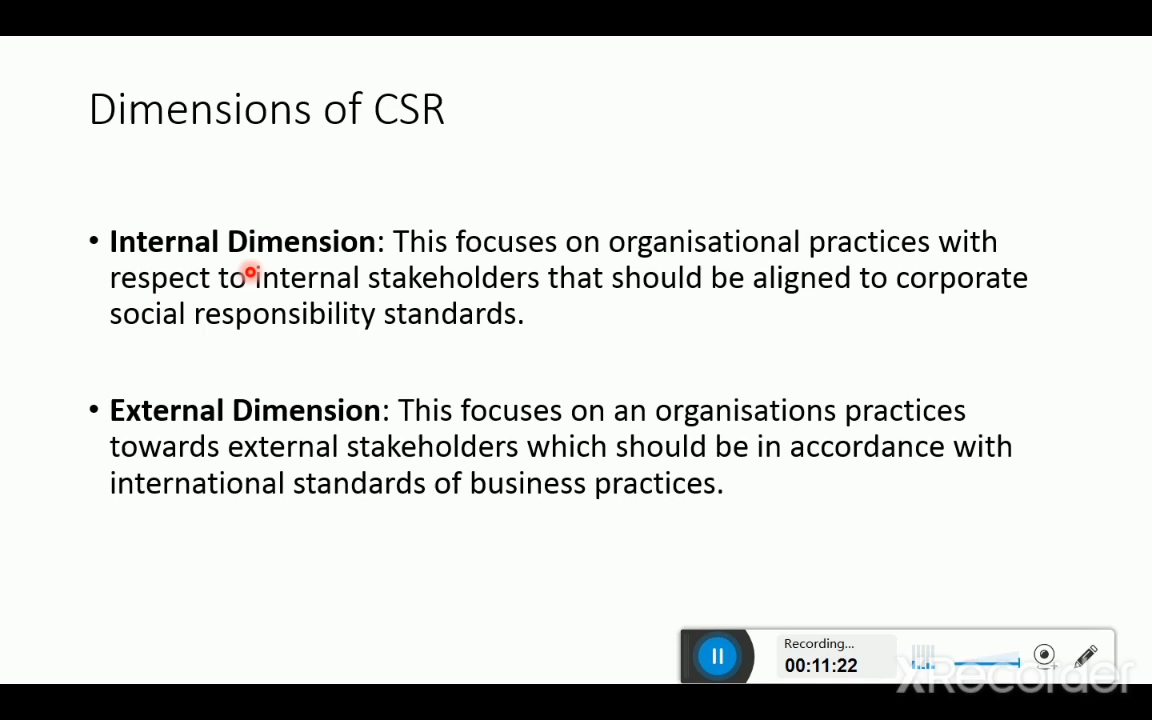 Dimensions of CSR
• Internal Dimension: This focuses on organisational practices with
respect to internal stakeholders that should be aligned to corporate
social responsibility standards.
• External Dimension: This focuses on an organisations practices
towards external stakeholders which should be in accordance with
international standards of business practices.
Recording...
00:11:22
XRecorder